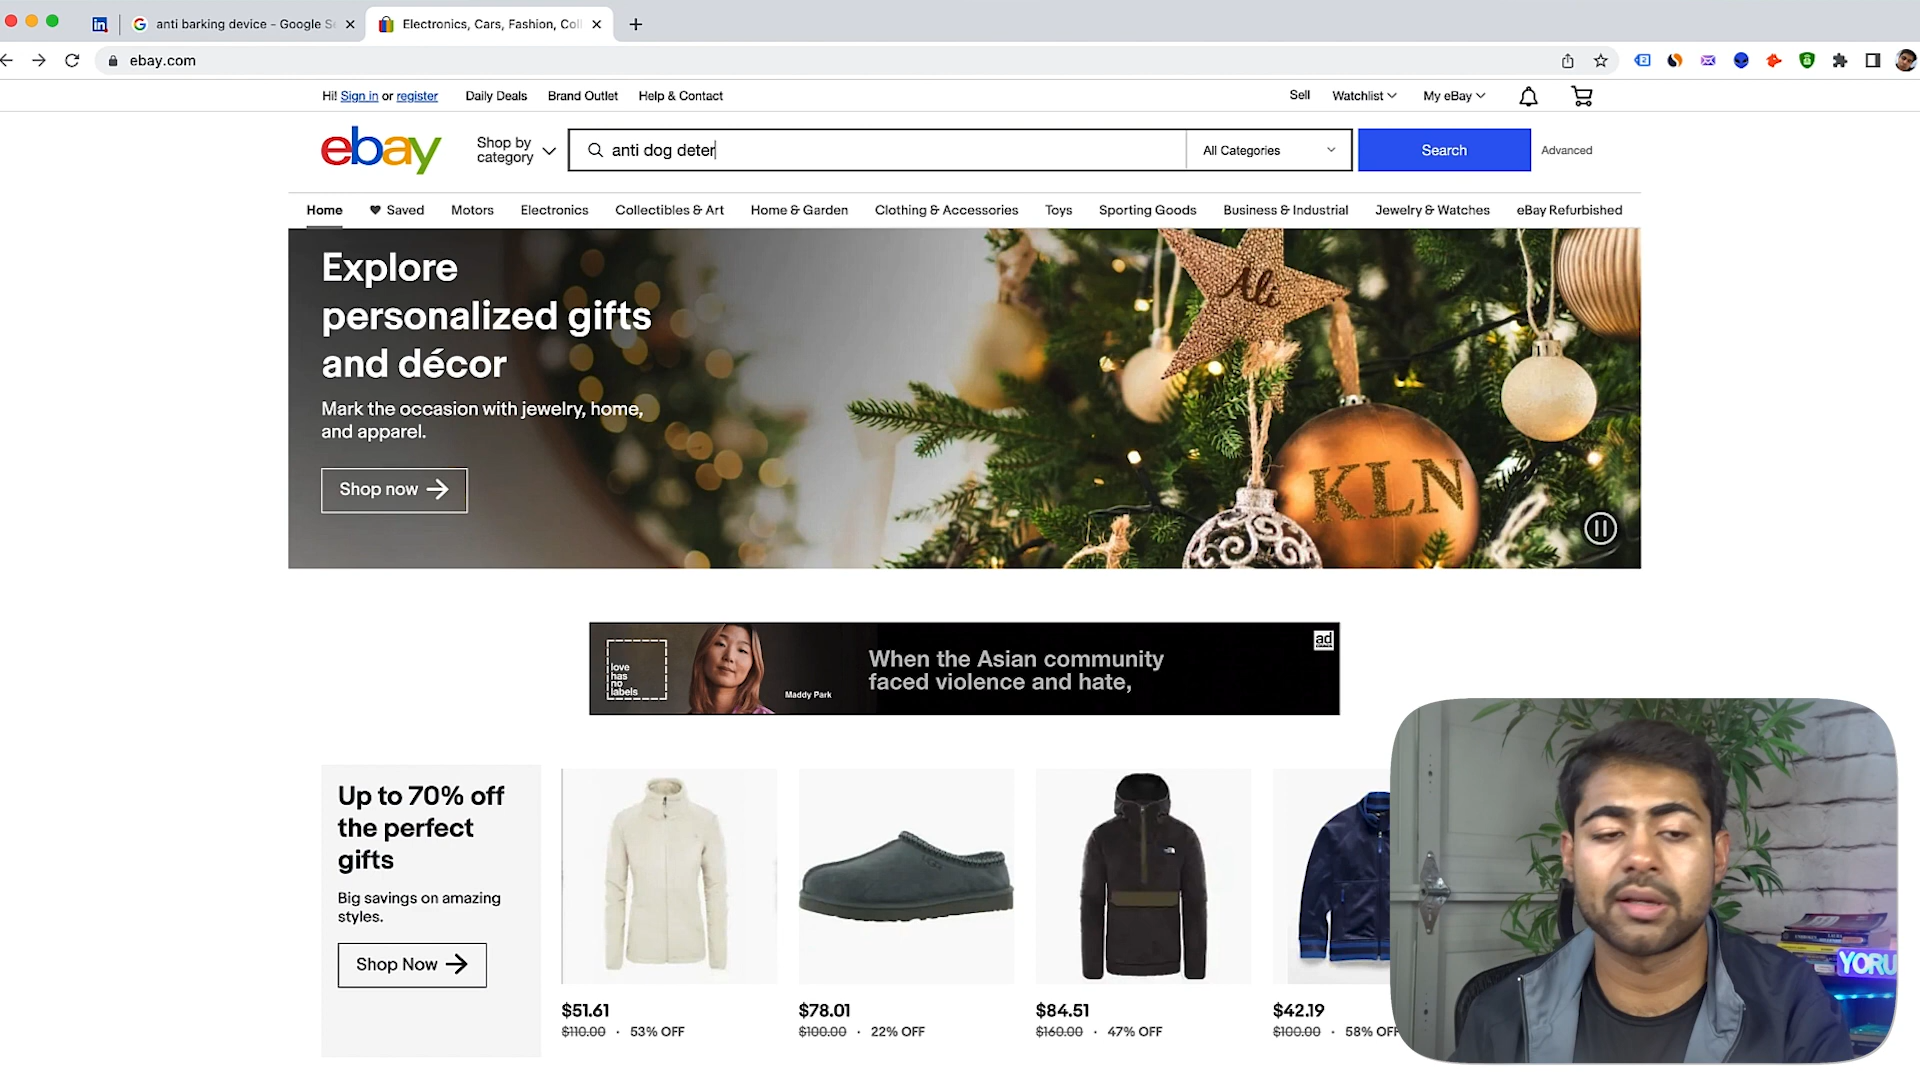 anti barking device - Google Se
Electronics, Cars, Fashion, Coll
ebay.com
Hi! Sign in or register
Daily Deals
Brand Outlet
Help & Contact
Sell
Watchlist
My eBay
ebay
Shop by
category
anti dog deter
All Categories
Search
Advanced
Home
Saved
Motors
Electronics
Collectibles & Art
Home & Garden
Clothing & Accessories
Toys
Sporting Goods
Business & Industrial
Jewelry & Watches
eBay Refurbished
Explore
personalized gifts
and décor
Mark the occasion with jewelry, home,
and apparel.
Shop now
Ali
KLN
love
has
no
labels
Maddy Park
When the Asian community
faced violence and hate,
ad
Up to 70% off
the perfect
gifts
Big savings on amazing
styles.
Shop Now
$51.61
$110.00 · 53% OFF
$78.01
$100.00 · 22% OFF
$84.51
$160.00 · 47% OFF
$42.19
$100.00 · 58% OFF
YORU